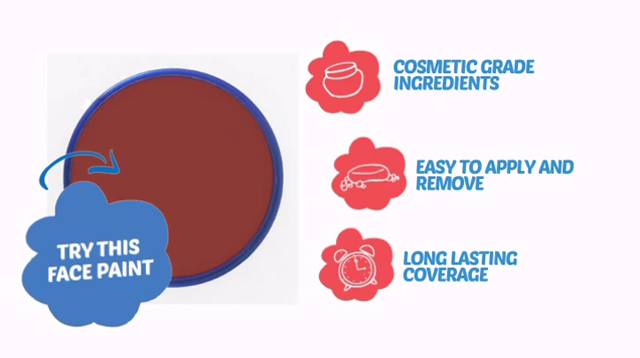 COSMETIC GRADE
INGREDIENTS
EASY TO APPLY AND
REMOVE
TRY THIS
FACE PAINT
LONG LASTING
COVERAGE